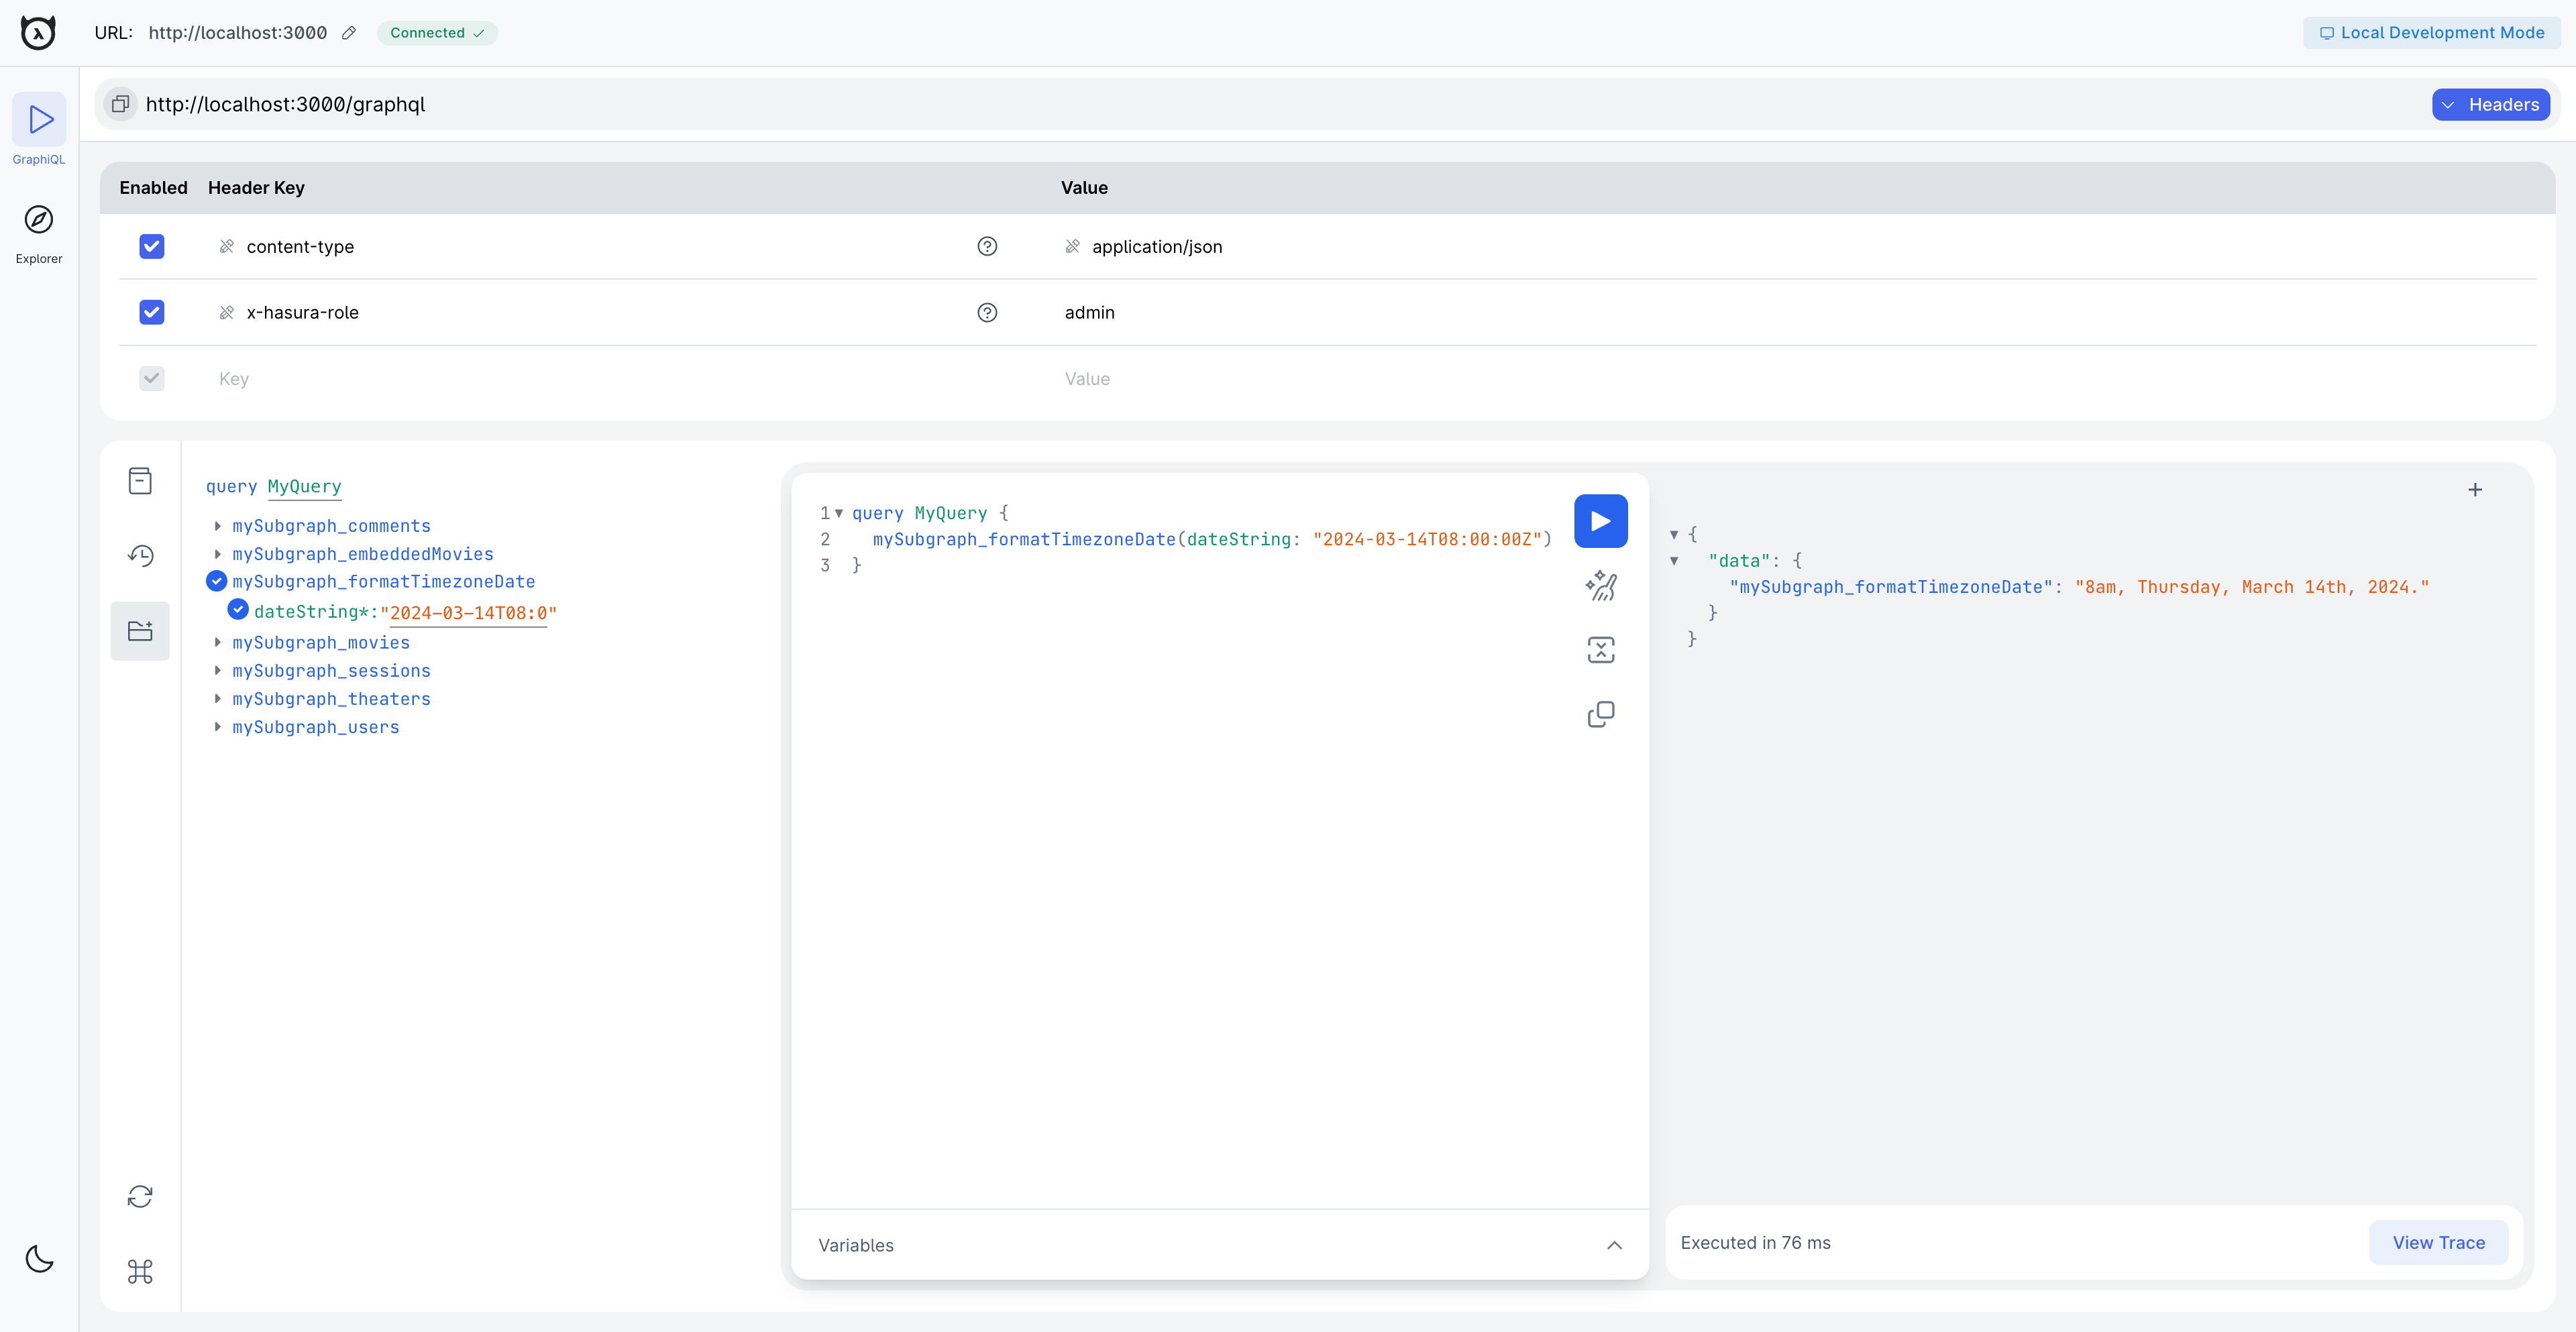 URL: http://localhost:3000 Connected
Local Development Mode
http://localhost:3000/graphql
Headers
GraphiQL
Explorer
Enabled Header Key Value
content-type application/json
x-hasura-role admin
Key Value
query MyQuery
mySubgraph_comments
mySubgraph_embeddedMovies
mySubgraph_formatTimezoneDate
dateString*:"2024-03-14T08:0"
mySubgraph_movies
mySubgraph_sessions
mySubgraph_theaters
mySubgraph_users
1 query MyQuery {
2 mySubgraph_formatTimezoneDate(dateString: "2024-03-14T08:00:00Z")
3 }
Variables
{
"data": {
"mySubgraph_formatTimezoneDate": "8am, Thursday, March 14th, 2024."
}
}
Executed in 76 ms
View Trace